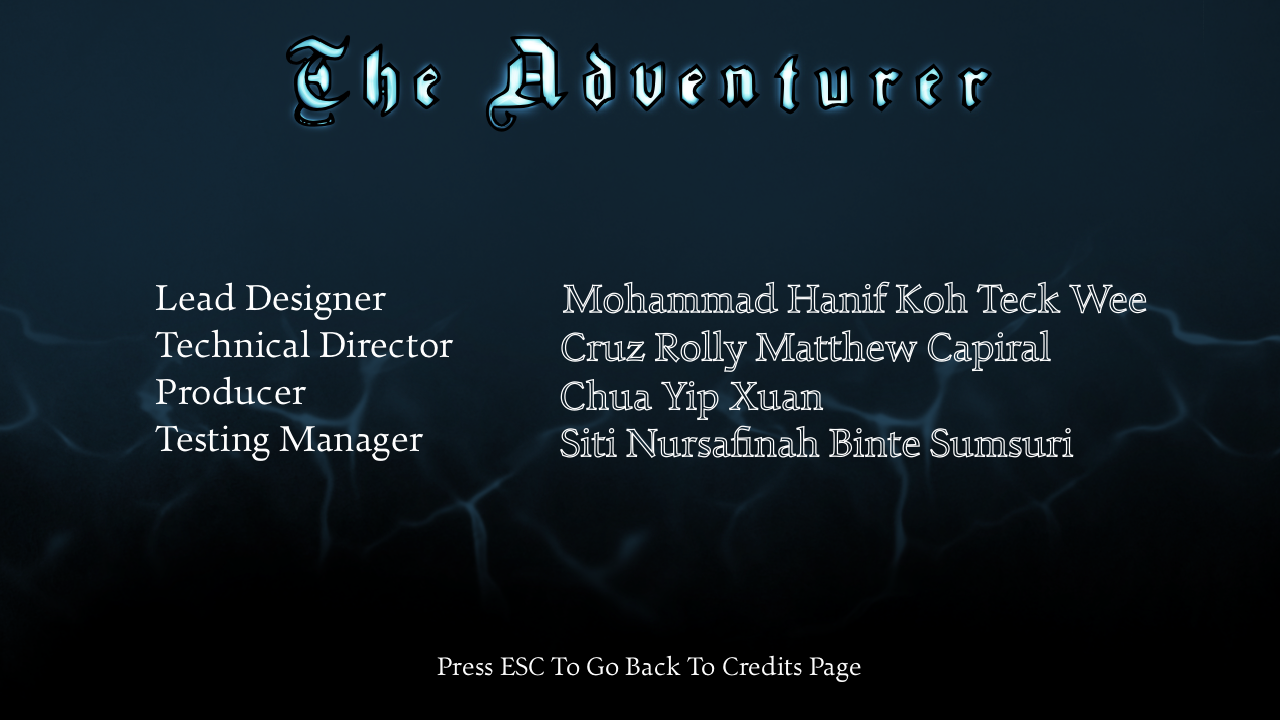 The Adventurer
Lead Designer Mohammad Hanif Koh Teck Wee
Technical Director Cruz Rolly Matthew Capiral
Producer Chua Yip Xuan
Testing Manager Siti Nursafinah Binte Sumsuri
Press ESC To Go Back To Credits Page